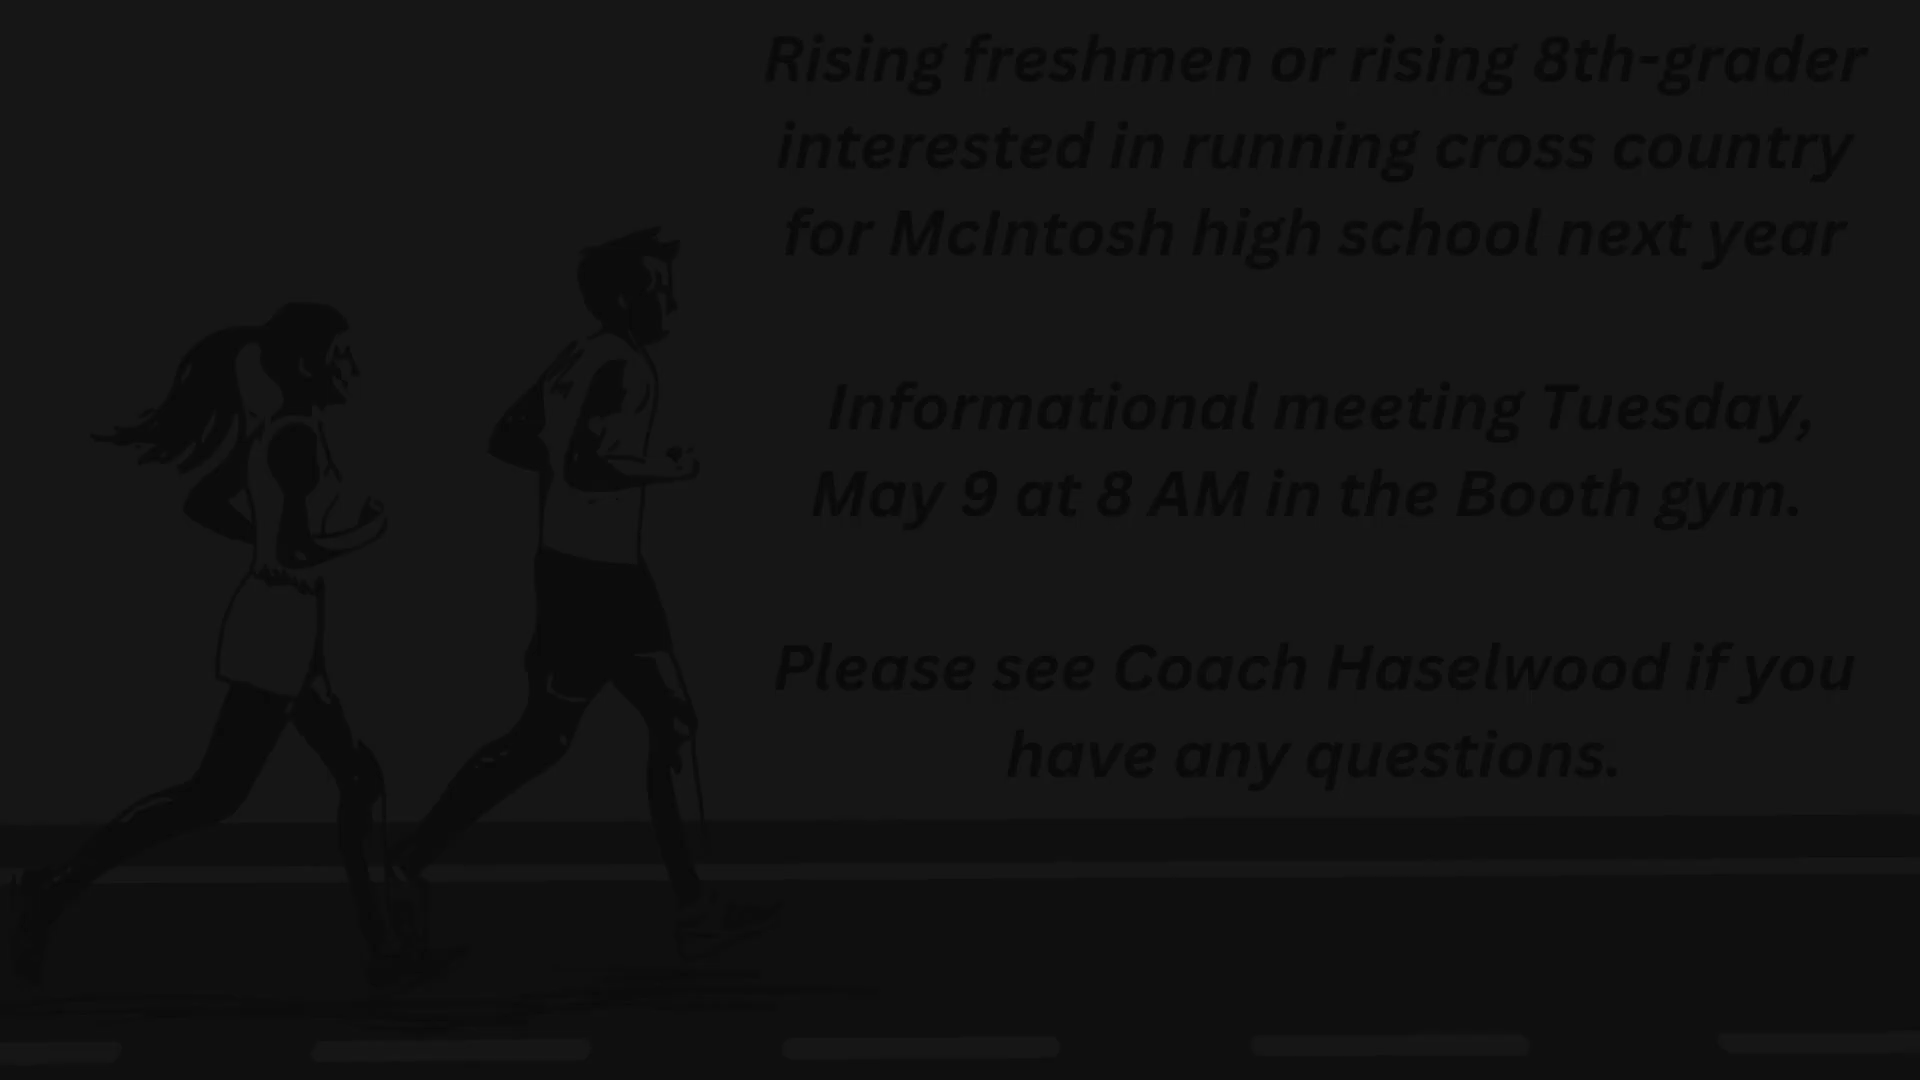 Rising freshmen or rising 8th-grader
interested in running cross country
for McIntosh high school next year
Informational meeting Tuesday,
May 9 at 8 AM in the Booth gym.
Please see Coach Haselwood if you
have any questions.